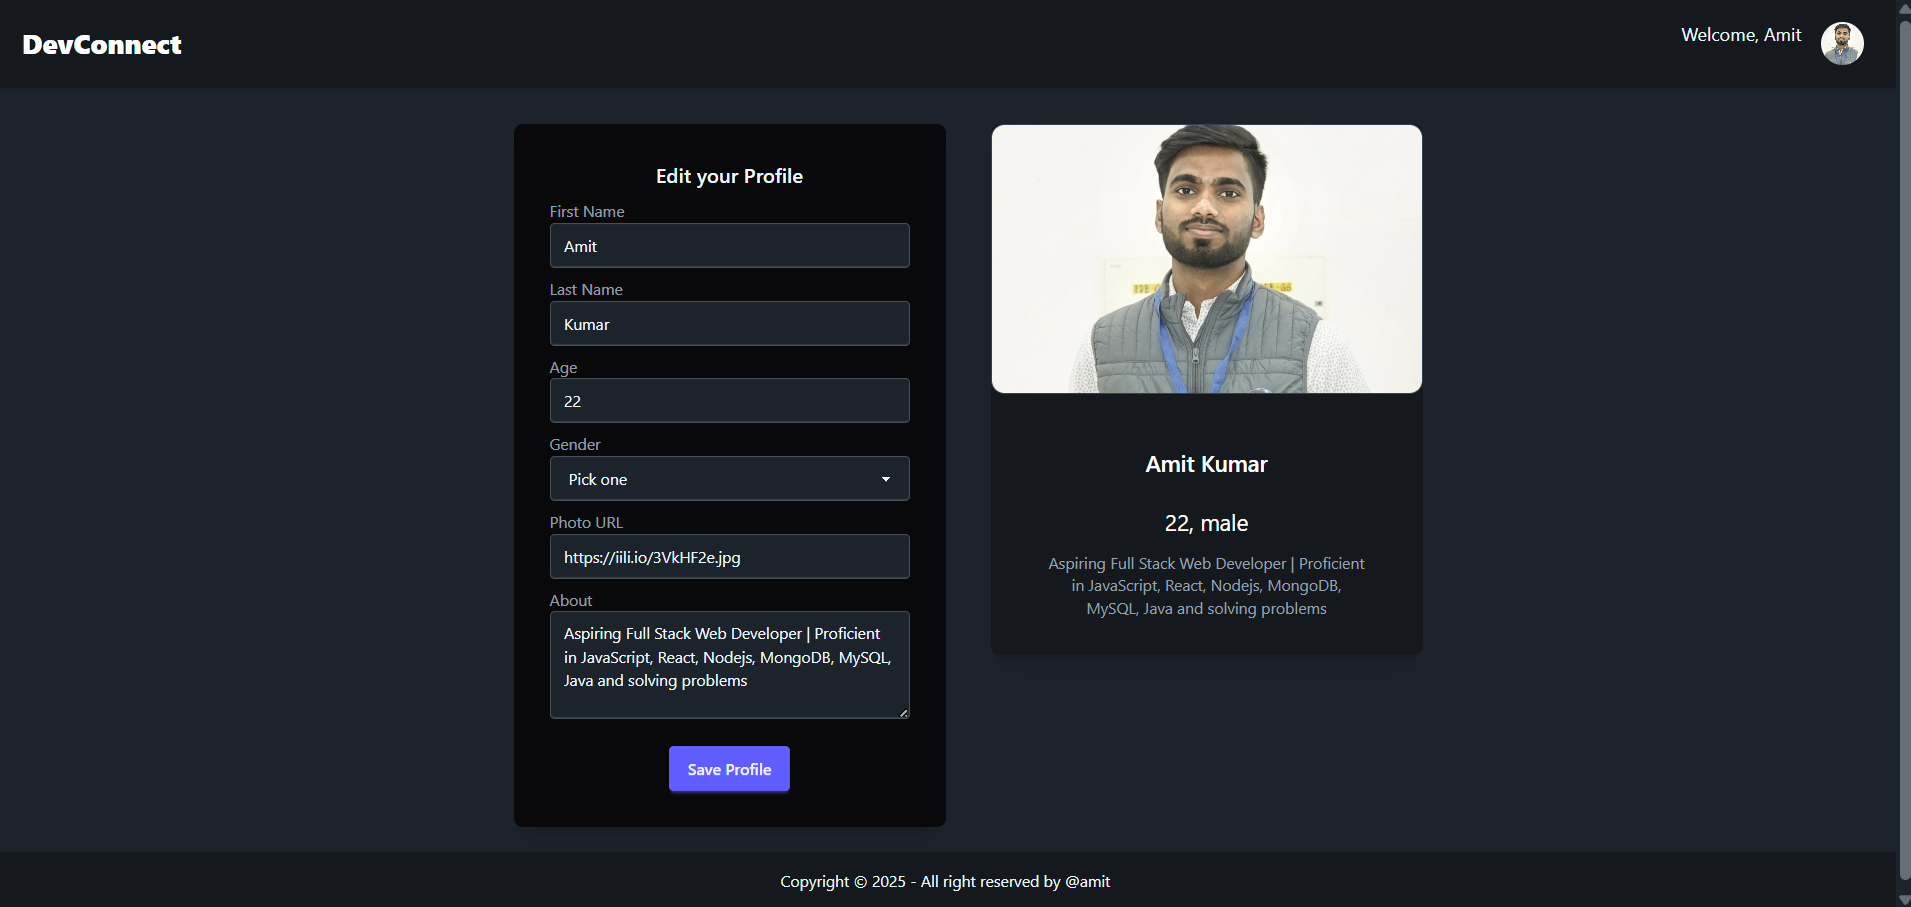 DevConnect
Welcome, Amit
Edit your Profile
First Name
Amit
Last Name
Kumar
Age
22
Gender
Pick one
Photo URL
https://iili.io/3VkHF2e.jpg
About
Aspiring Full Stack Web Developer | Proficient
in JavaScript, React, Nodejs, MongoDB, MySQL,
Java and solving problems
Save Profile
Amit Kumar
22, male
Aspiring Full Stack Web Developer | Proficient
in JavaScript, React, Nodejs, MongoDB,
MySQL, Java and solving problems
Copyright © 2025 - All right reserved by @amit